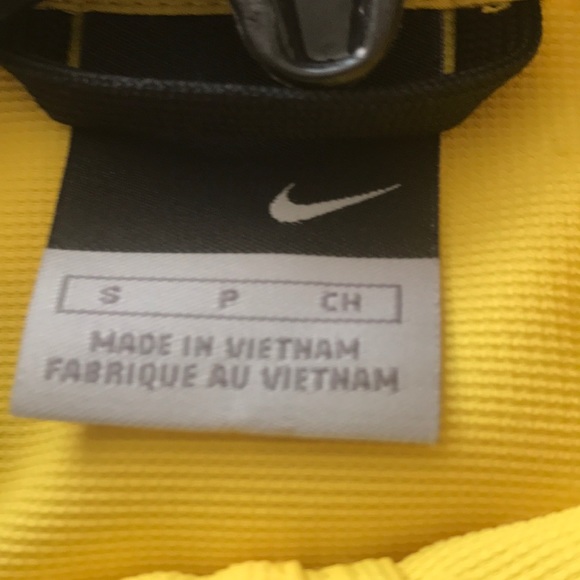 S P CH
MADE IN VIETNAM
FABRIQUE AU VIETNAM